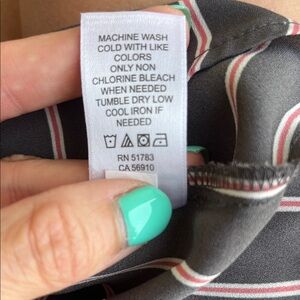 MACHINE WASH
COLD WITH LIKE
COLORS
ONLY NON
CHLORINE BLEACH
WHEN NEEDED
TUMBLE DRY LOW
COOL IRON IF
NEEDED
RN 51783
CA 56910